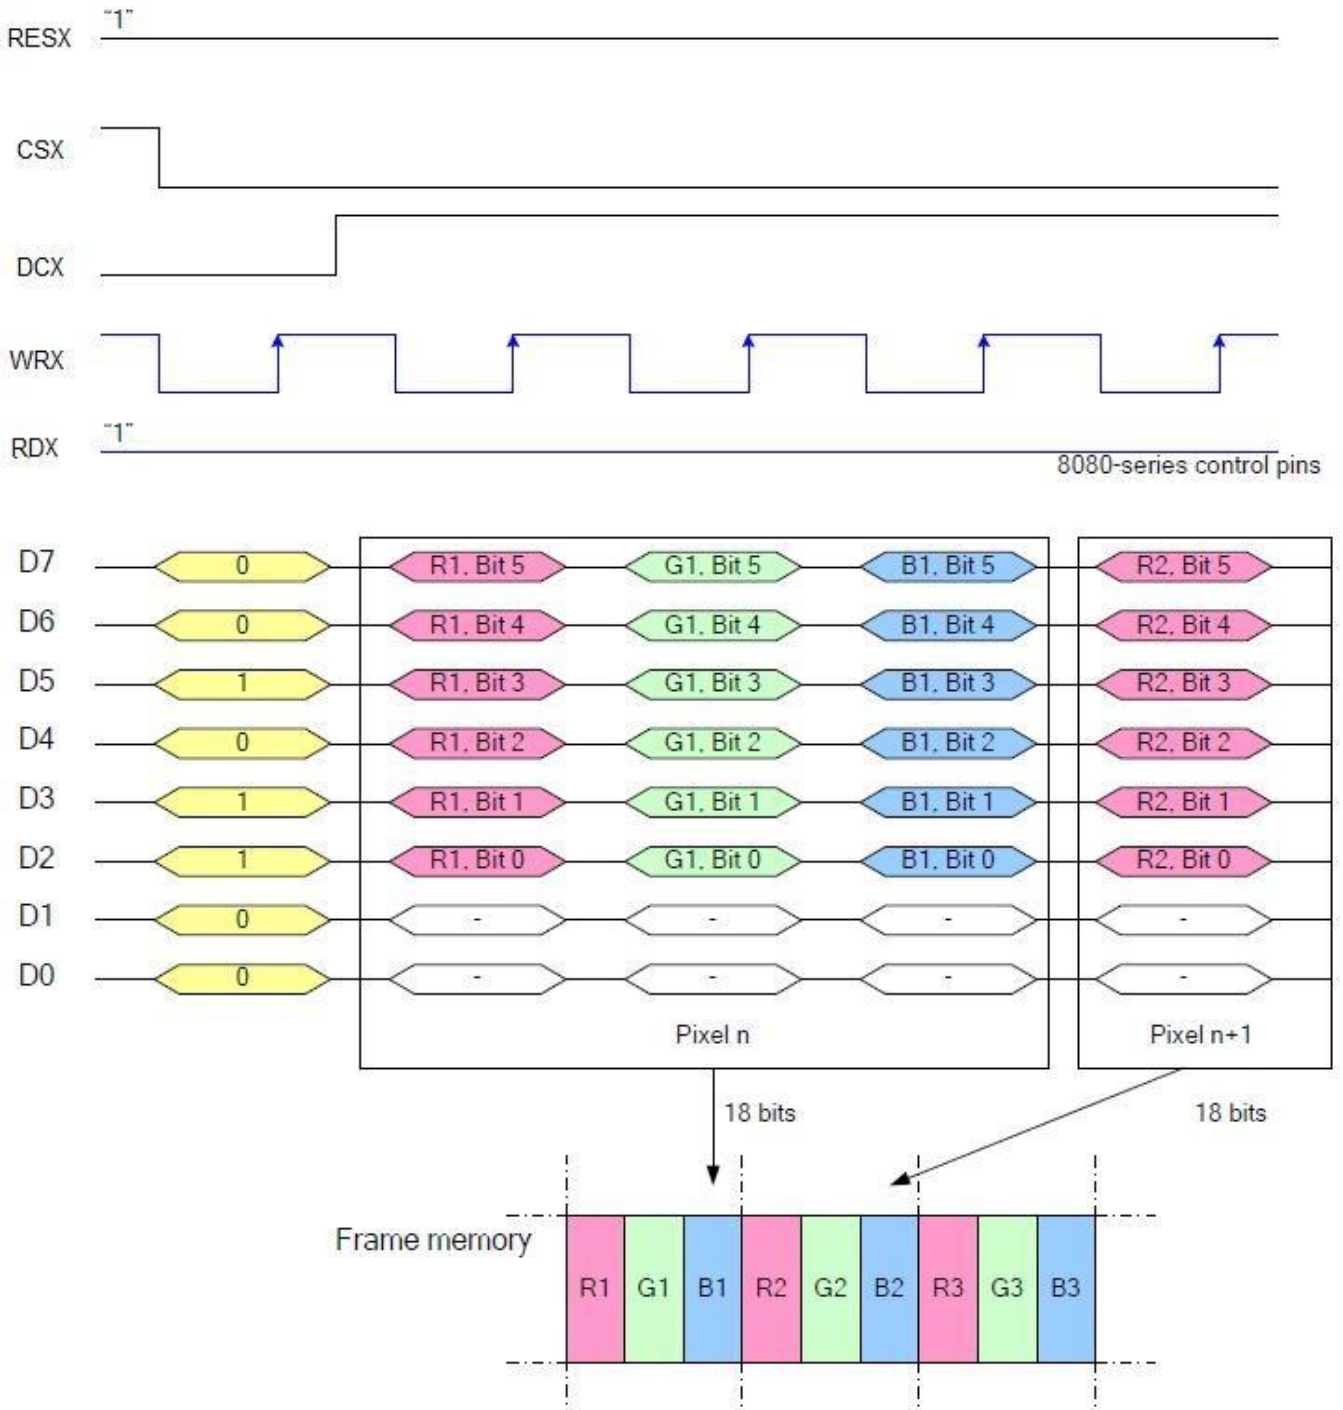 "1"
RESX
CSX
DCX
WRX
"1"
RDX
8080-series control pins
D7 0 R1, Bit 5 G1, Bit 5 B1, Bit 5 R2, Bit 5
D6 0 R1, Bit 4 G1, Bit 4 B1, Bit 4 R2, Bit 4
D5 1 R1, Bit 3 G1, Bit 3 B1, Bit 3 R2, Bit 3
D4 0 R1, Bit 2 G1, Bit 2 B1, Bit 2 R2, Bit 2
D3 1 R1, Bit 1 G1, Bit 1 B1, Bit 1 R2, Bit 1
D2 1 R1, Bit 0 G1, Bit 0 B1, Bit 0 R2, Bit 0
D1 0 - - - -
D0 0 - - - -
Pixel n Pixel n+1
18 bits 18 bits
Frame memory
R1 G1 B1 R2 G2 B2 R3 G3 B3